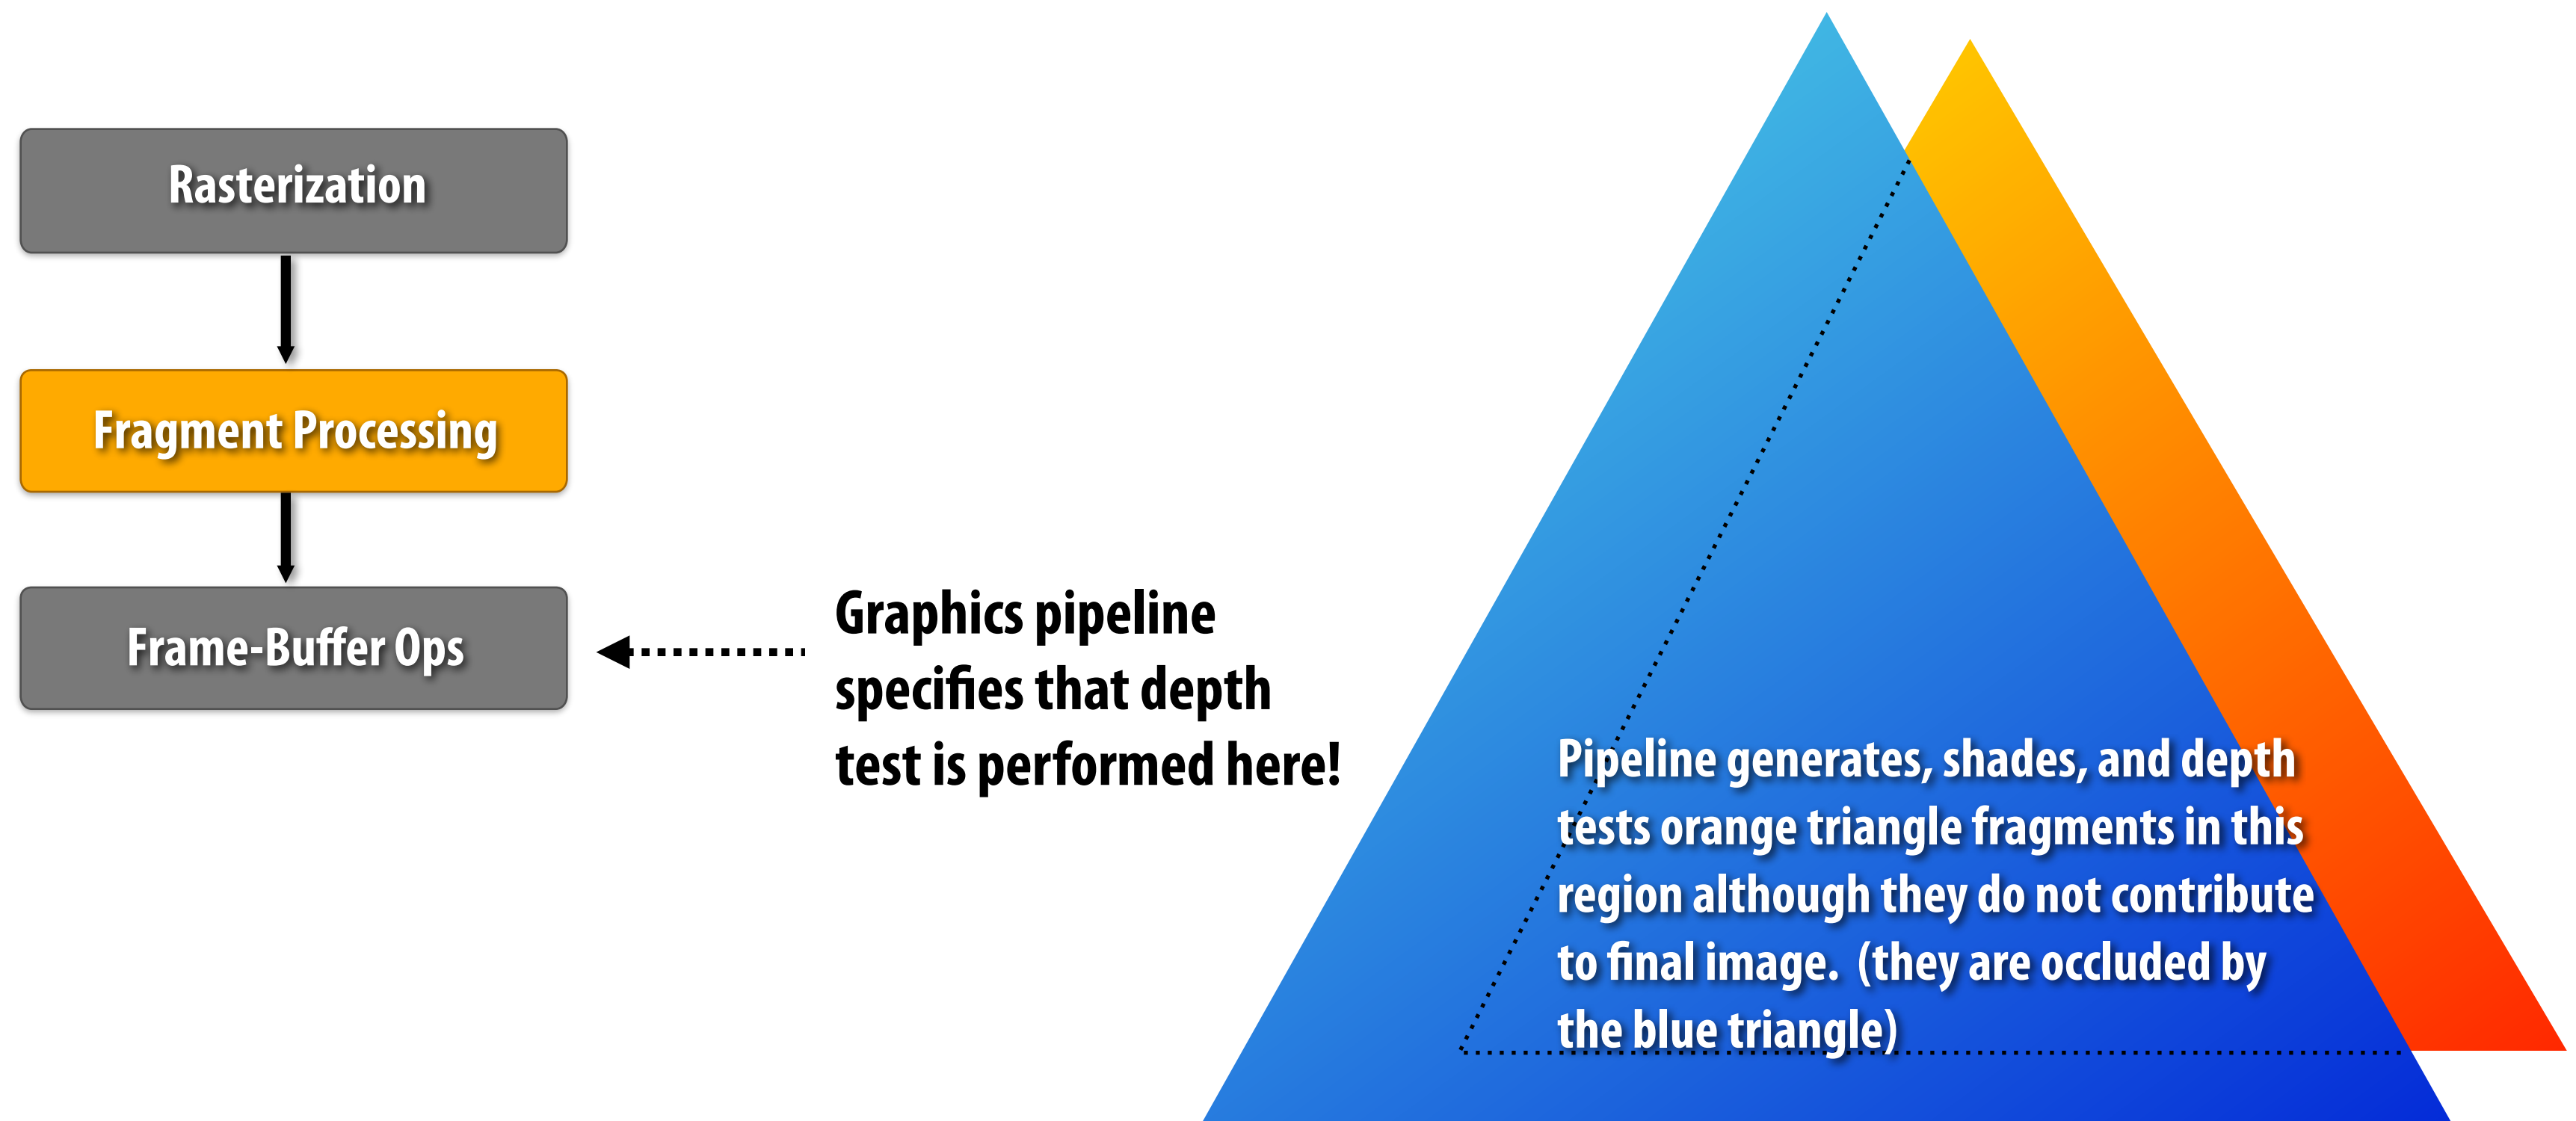 Rasterization
Fragment Processing
Frame-Buffer Ops
Graphics pipeline
specifies that depth
test is performed here!
Pipeline generates, shades, and depth
tests orange triangle fragments in this
region although they do not contribute
to final image.  (they are occluded by
the blue triangle)